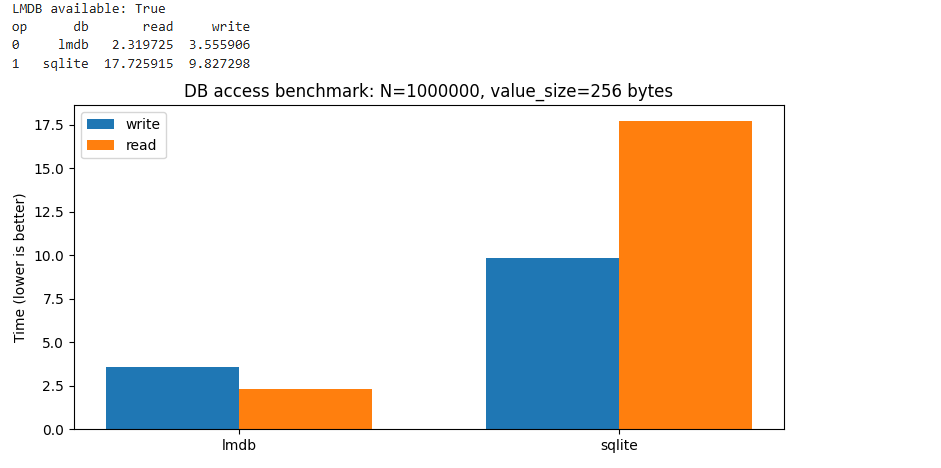 LMDB available: True
op db read write
0 lmdb 2.319725 3.555906
1 sqlite 17.725915 9.827298
DB access benchmark: N=1000000, value_size=256 bytes
write
read
Time (lower is better)
17.5
15.0
12.5
10.0
7.5
5.0
2.5
0.0
lmdb sqlite